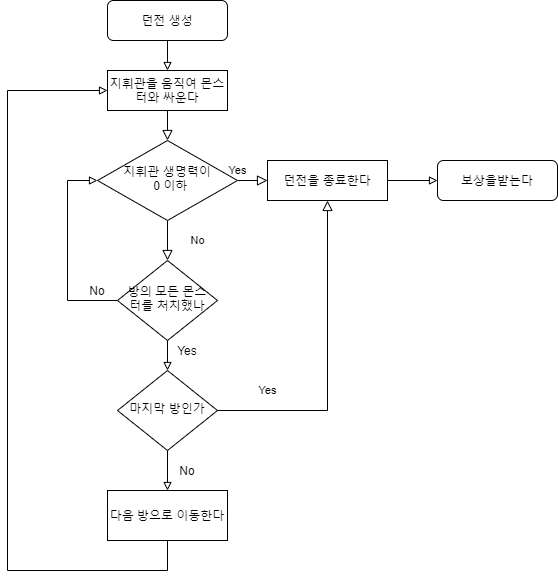 던전 생성
지휘관을 움직여 몬스
터와 싸운다
지휘관 생명력이
0 이하
Yes
던전을 종료한다
보상을받는다
No
방의 모든 몬스
터를 처치했나
No
Yes
마지막 방인가
Yes
No
다음 방으로 이동한다